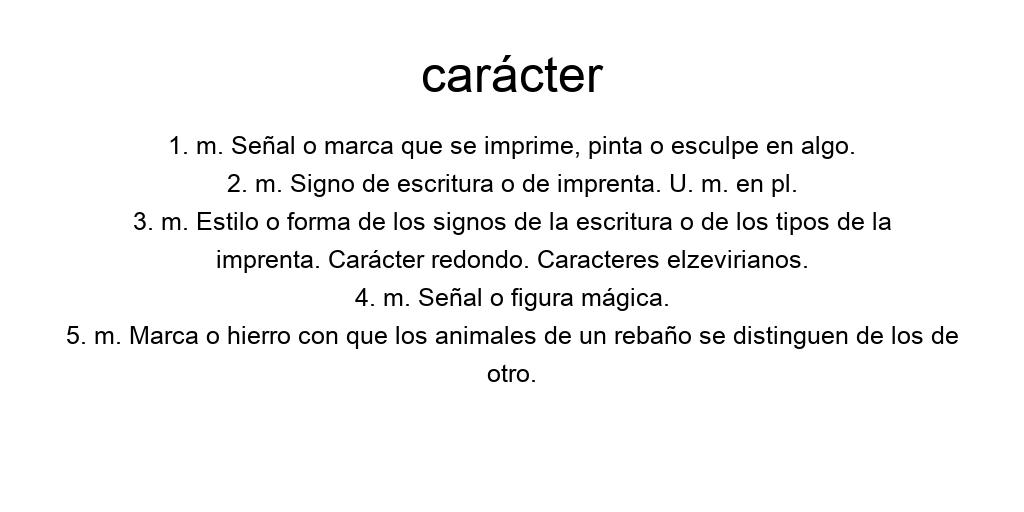 carácter
1. m. Señal o marca que se imprime, pinta o esculpe en algo.
2. m. Signo de escritura o de imprenta. U. m. en pl.
3. m. Estilo o forma de los signos de la escritura o de los tipos de la
imprenta. Carácter redondo. Caracteres elzevirianos.
4. m. Señal o figura mágica.
5. m. Marca o hierro con que los animales de un rebaño se distinguen de los de
otro.